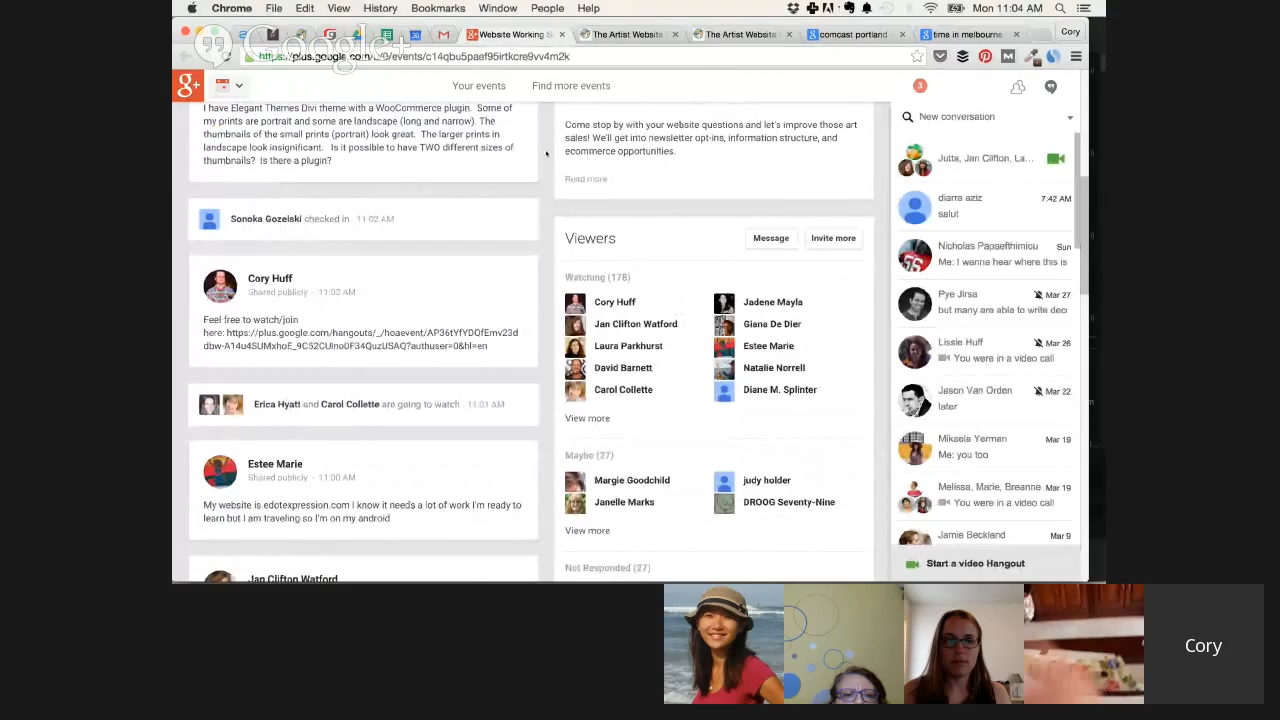 Chrome File Edit View History Bookmarks Window People Help
Mon 11:04 AM
Website Working S
The Artist Website
The Artist Website
comcast portland
time in melbourne
Cory
Google+
https://plus.google.com/
/events/c14qbu5paef95irtkcre9vv4m2k
Your events
Find more events
3
I have Elegant Themes Divi theme with a WooCommerce plugin. Some of
my prints are portrait and some are landscape (long and narrow). The
thumbnails of the small prints (portrait) look great. The larger prints in
landscape look insignificant. Is it possible to have TWO different sizes of
thumbnails? Is there a plugin?
Sonoka Gozelski checked in 11:02 AM
Cory Huff
Shared publicly - 11:02 AM
Feel free to watch/join
Erica Hyatt and Carol Collette are going to watch 11:01 AM
Estee Marie
Shared publicly - 11:00 AM
My website is edotexpression.com I know it needs a lot of work I'm ready to
learn but I am traveling so I'm on my android
Jan Clifton Watford
Come stop by with your website questions and let's improve those art
sales! We'll get into newsletter opt-ins, information structure, and
ecommerce opportunities.
Read more
Viewers
Message
Invite more
Watching (178)
Cory Huff
Jadene Mayla
Jan Clifton Watford
Giana De Dier
Laura Parkhurst
Estee Marie
David Barnett
Natalie Norrell
Carol Collette
Diane M. Splinter
View more
Maybe (27)
Margie Goodchild
judy holder
Janelle Marks
DROOG Seventy-Nine
View more
Not Responded (27)
New conversation
Jutta, Jan Clifton, La...
diarra aziz 7:42 AM
salut
Nicholas Papaefthimiou Sun
Me: I wanna hear where this is
Pye Jirsa Mar 27
but many are able to write dec
Lissie Huff Mar 26
You were in a video call
Jason Van Orden Mar 22
later
Mikaela Yerman Mar 19
Me: you too
Melissa, Marie, Breanne Mar 19
You were in a video call
Jamie Beckland Mar 9
Start a video Hangout
Cory